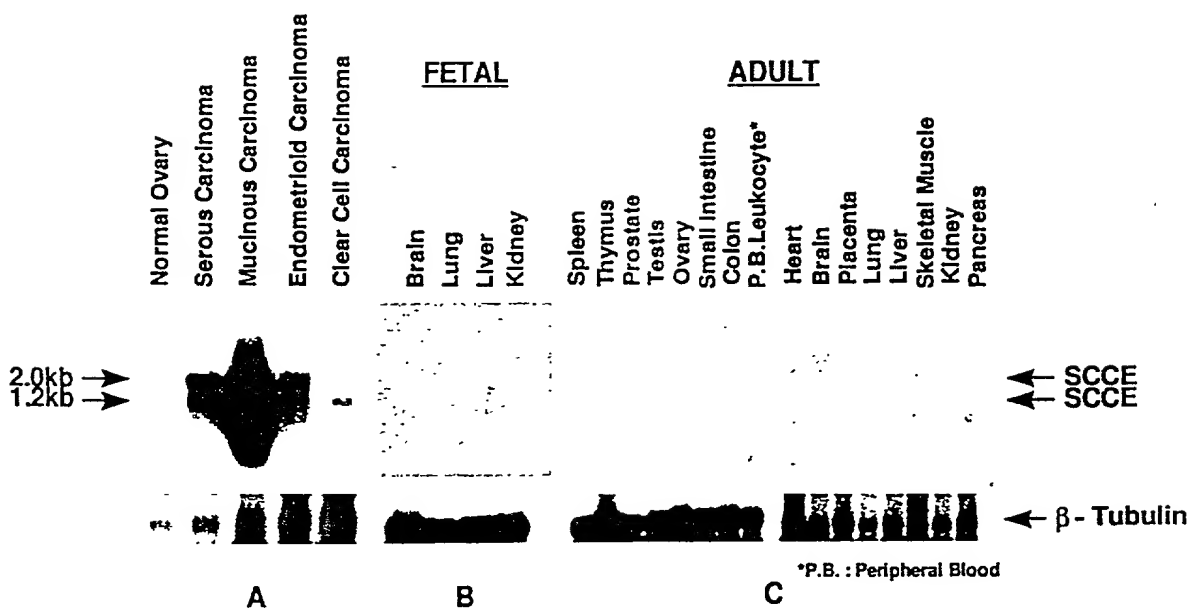 Normal Ovary
Serous Carcinoma
Mucinous Carcinoma
Endometrioid Carcinoma
Clear Cell Carcinoma
FETAL
Brain
Lung
Liver
Kidney
ADULT
Spleen
Thymus
Prostate
Testis
Ovary
Small Intestine
Colon
P.B.Leukocyte*
Heart
Brain
Placenta
Lung
Liver
Skeletal Muscle
Kidney
Pancreas
2.0kb
1.2kb
SCCE
SCCE
β - Tubulin
*P.B. : Peripheral Blood
A
B
C